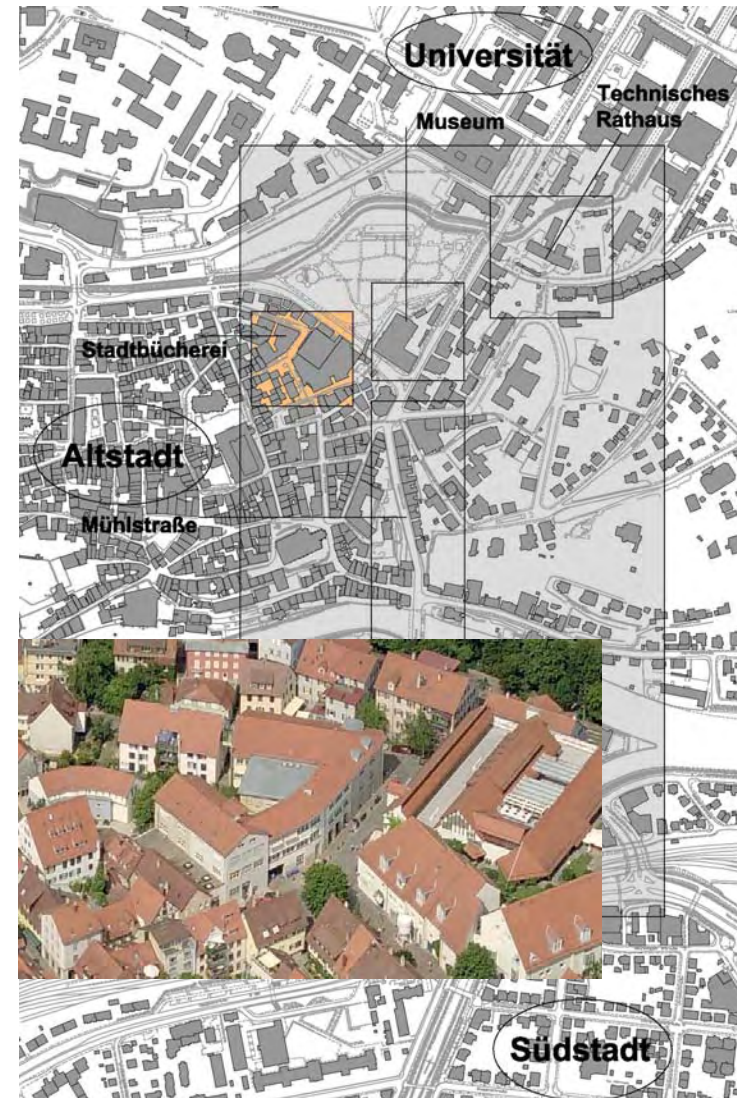 Universität
Technisches
Rathaus
Museum
Stadtbücherei
Altstadt
Mühlstraße
Südstadt